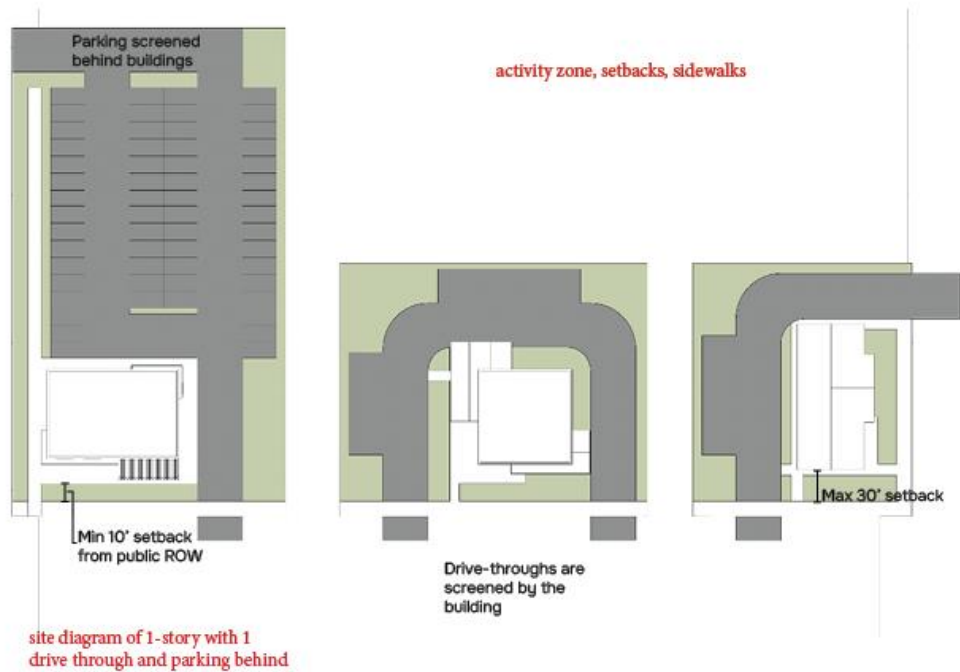 Parking screened
behind buildings
activity zone, setbacks, sidewalks
Max 30' setback
Min 10' setback
from public ROW
Drive-throughs are
screened by the
building
site diagram of 1-story with 1
drive through and parking behind